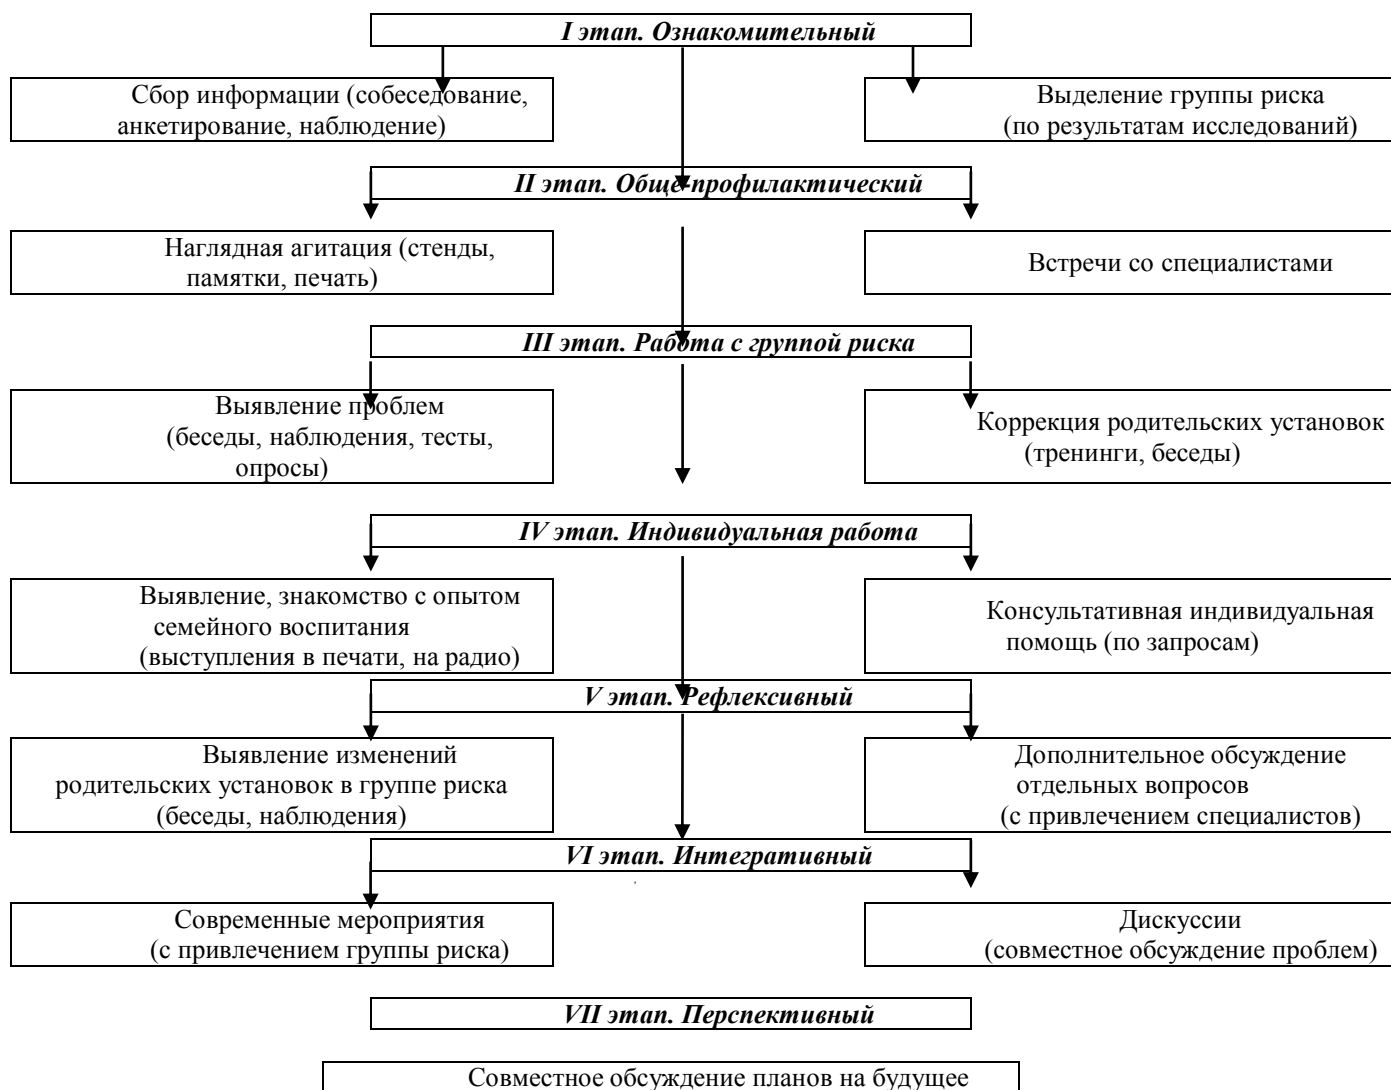 I этап. Ознакомительный
Сбор информации (собеседование,
анкетирование, наблюдение)
Выделение группы риска
(по результатам исследований)
II этап. Обще-профилактический
Наглядная агитация (стенды,
памятки, печать)
Встречи со специалистами
III этап. Работа с группой риска
Выявление проблем
(беседы, наблюдения, тесты,
опросы)
Коррекция родительских установок
(тренинги, беседы)
IV этап. Индивидуальная работа
Выявление, знакомство с опытом
семейного воспитания
(выступления в печати, на радио)
Консультативная индивидуальная
помощь (по запросам)
V этап. Рефлексивный
Выявление изменений
родительских установок в группе риска
(беседы, наблюдения)
Дополнительное обсуждение
отдельных вопросов
(с привлечением специалистов)
VI этап. Интегративный
Современные мероприятия
(с привлечением группы риска)
Дискуссии
(совместное обсуждение проблем)
VII этап. Перспективный
Совместное обсуждение планов на будущее